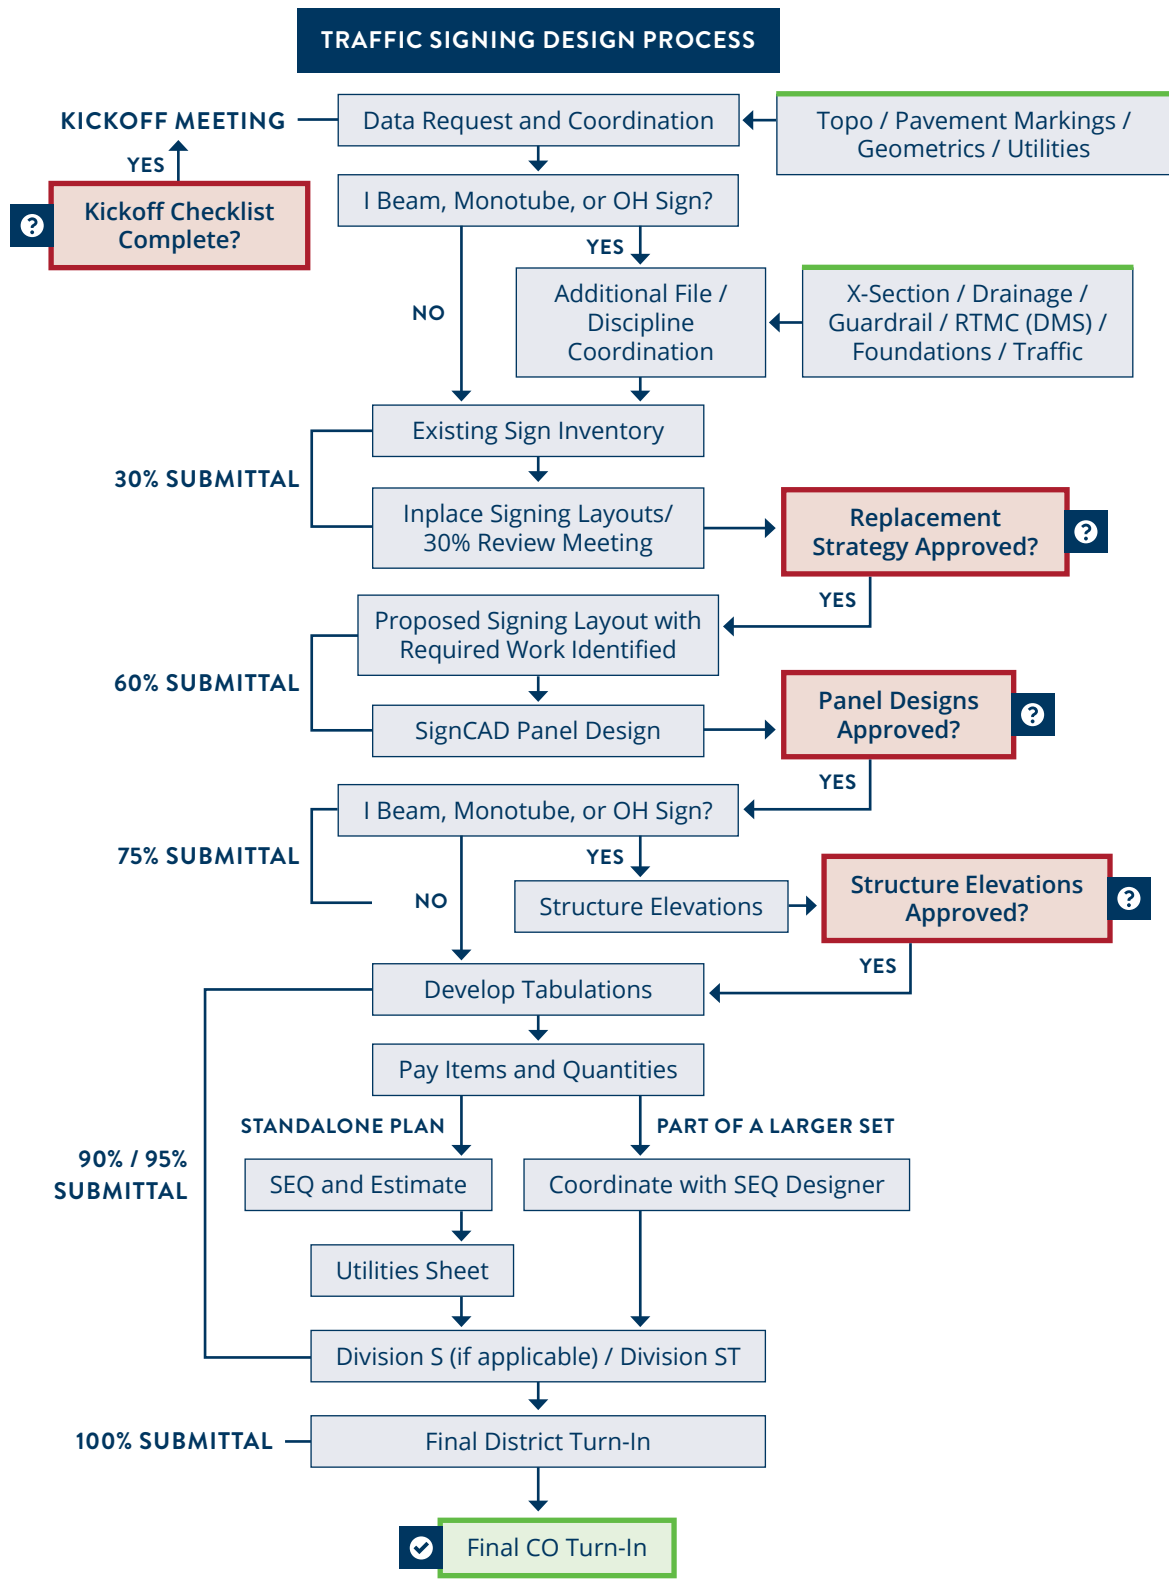 TRAFFIC SIGNING DESIGN PROCESS
KICKOFF MEETING
Data Request and Coordination
Topo / Pavement Markings /
Geometrics / Utilities
YES
Kickoff Checklist
Complete?
I Beam, Monotube, or OH Sign?
YES
NO
Additional File /
Discipline
Coordination
X-Section / Drainage /
Guardrail / RTMC (DMS) /
Foundations / Traffic
Existing Sign Inventory
30% SUBMITTAL
Inplace Signing Layouts/
30% Review Meeting
Replacement
Strategy Approved?
YES
Proposed Signing Layout with
Required Work Identified
60% SUBMITTAL
SignCAD Panel Design
Panel Designs
Approved?
YES
I Beam, Monotube, or OH Sign?
75% SUBMITTAL
YES
NO
Structure Elevations
Structure Elevations
Approved?
YES
Develop Tabulations
Pay Items and Quantities
STANDALONE PLAN
PART OF A LARGER SET
90% / 95%
SUBMITTAL
SEQ and Estimate
Coordinate with SEQ Designer
Utilities Sheet
Division S (if applicable) / Division ST
100% SUBMITTAL
Final District Turn-In
Final CO Turn-In